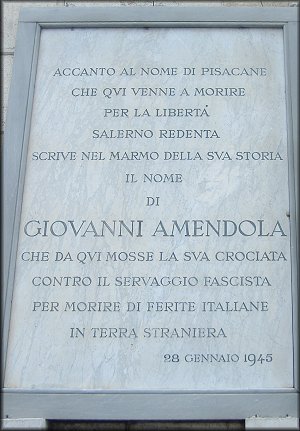 ACCANTO AL NOME DI PISACANE
CHE QVI VENNE A MORIRE
PER LA LIBERTÁ
SALERNO REDENTA
SCRIVE NEL MARMO DELLA SVA STORIA
IL NOME
DI
GIOVANNI AMENDOLA
CHE DA QVI MOSSE LA SVA CROCIATA
CONTRO IL SERVAGGIO FASCISTA
PER MORIRE DI FERITE ITALIANE
IN TERRA STRANIERA
28 GENNAIO 1945